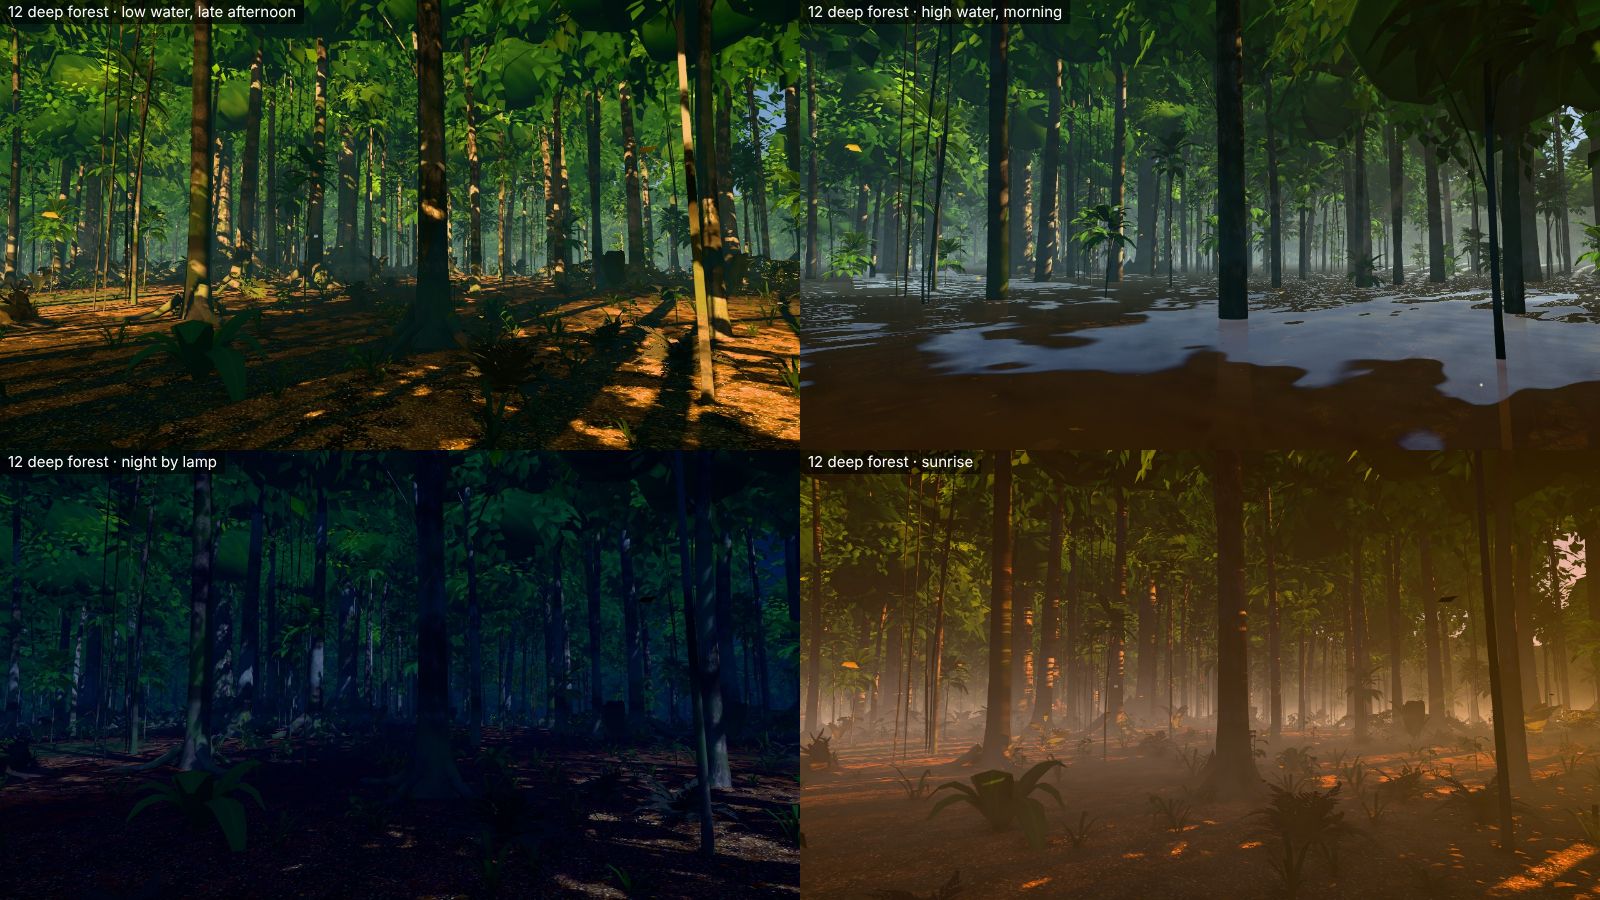 12 deep forest · low water, late afternoon
12 deep forest · high water, morning
12 deep forest · night by lamp
12 deep forest · sunrise